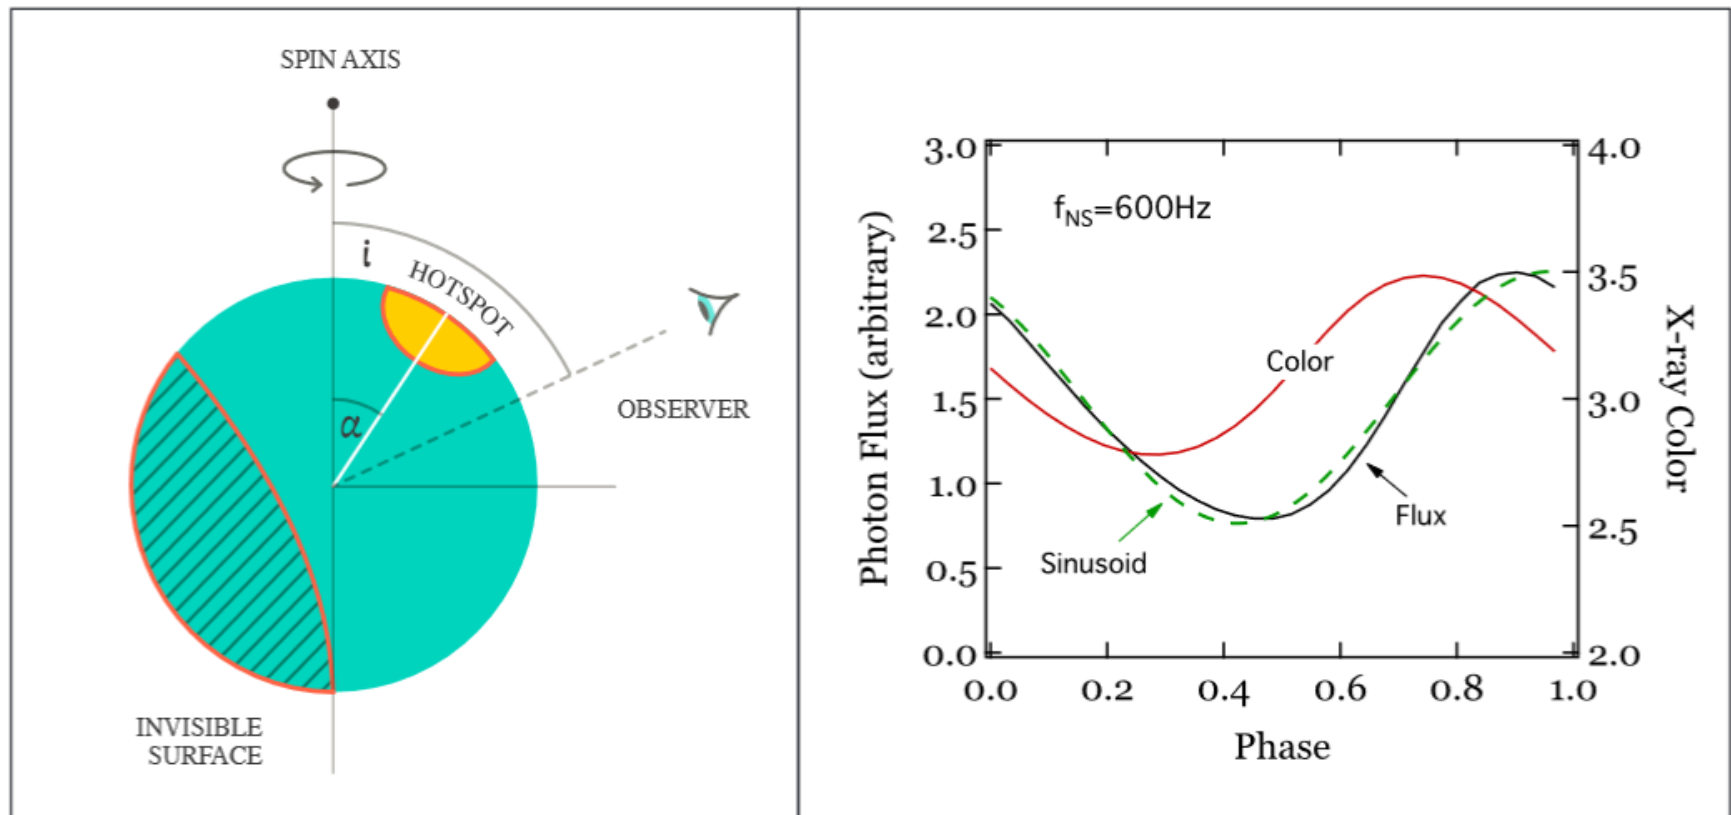 SPIN AXIS
i
HOTSPOT
α
OBSERVER
INVISIBLE
SURFACE
Photon Flux (arbitrary)
3.0
2.5
2.0
1.5
1.0
0.5
0.0
f_NS=600Hz
Color
Flux
Sinusoid
4.0
3.5
3.0
2.5
2.0
X-ray Color
0.0 0.2 0.4 0.6 0.8 1.0
Phase